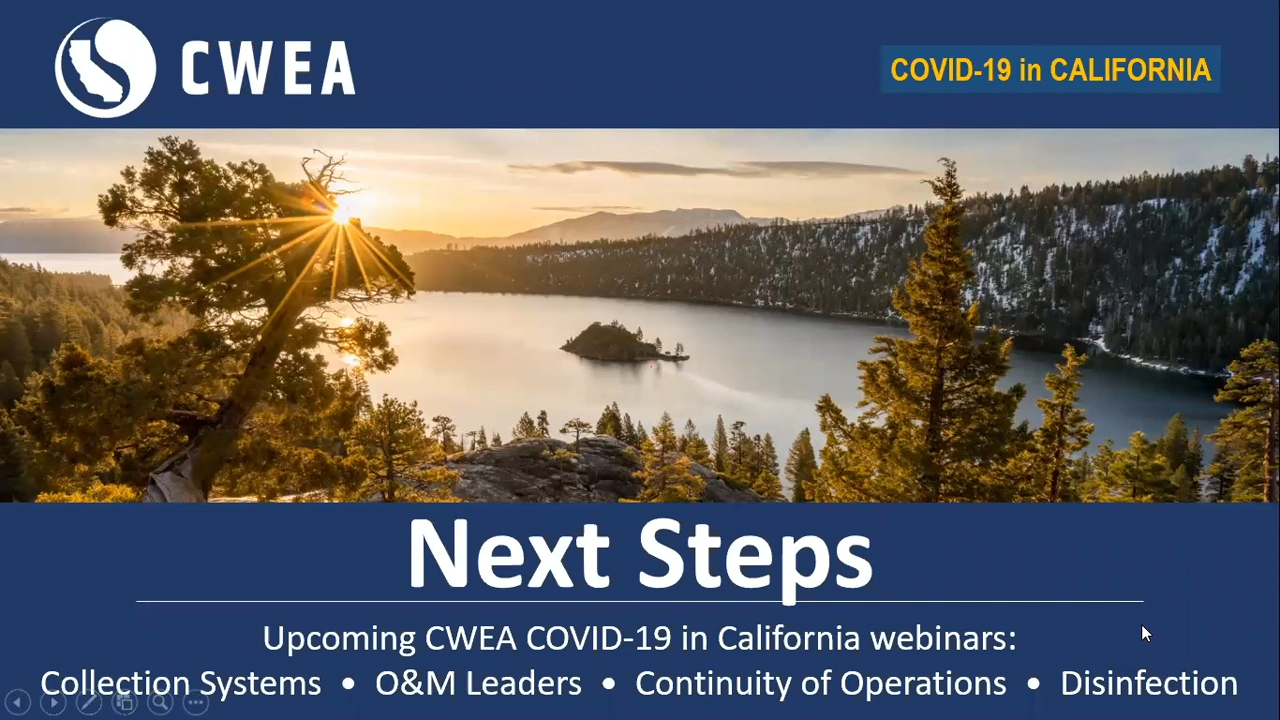 CWEA
COVID-19 in CALIFORNIA
Next Steps
Upcoming CWEA COVID-19 in California webinars:
Collection Systems • O&M Leaders • Continuity of Operations • Disinfection